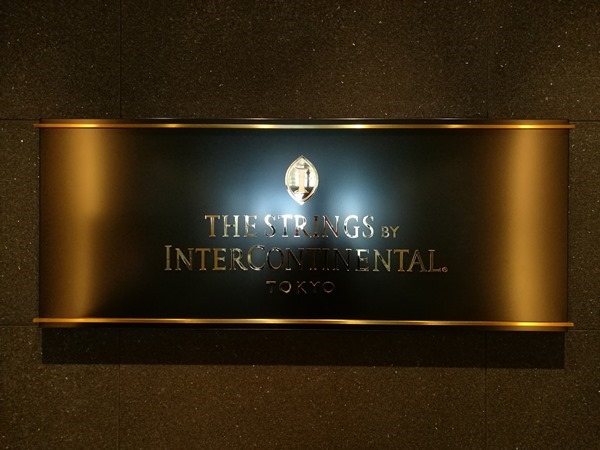 THE STRINGS BY
INTERCONTINENTAL®
TOKYO